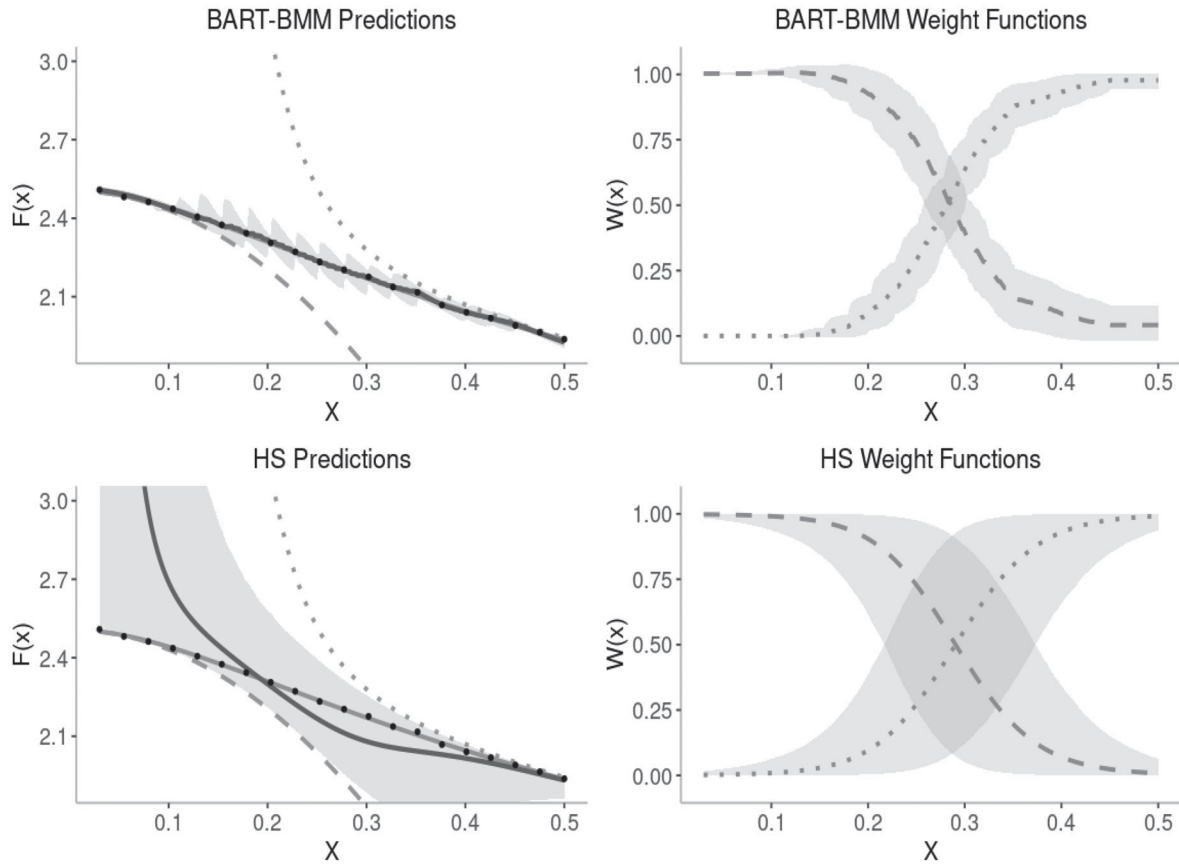 BART-BMM Predictions
F(x)
3.0
2.7
2.4
2.1
0.1 0.2 0.3 0.4 0.5
X
BART-BMM Weight Functions
W(x)
1.00
0.75
0.50
0.25
0.00
0.1 0.2 0.3 0.4 0.5
X
HS Predictions
F(x)
3.0
2.7
2.4
2.1
0.1 0.2 0.3 0.4 0.5
X
HS Weight Functions
W(x)
1.00
0.75
0.50
0.25
0.00
0.1 0.2 0.3 0.4 0.5
X